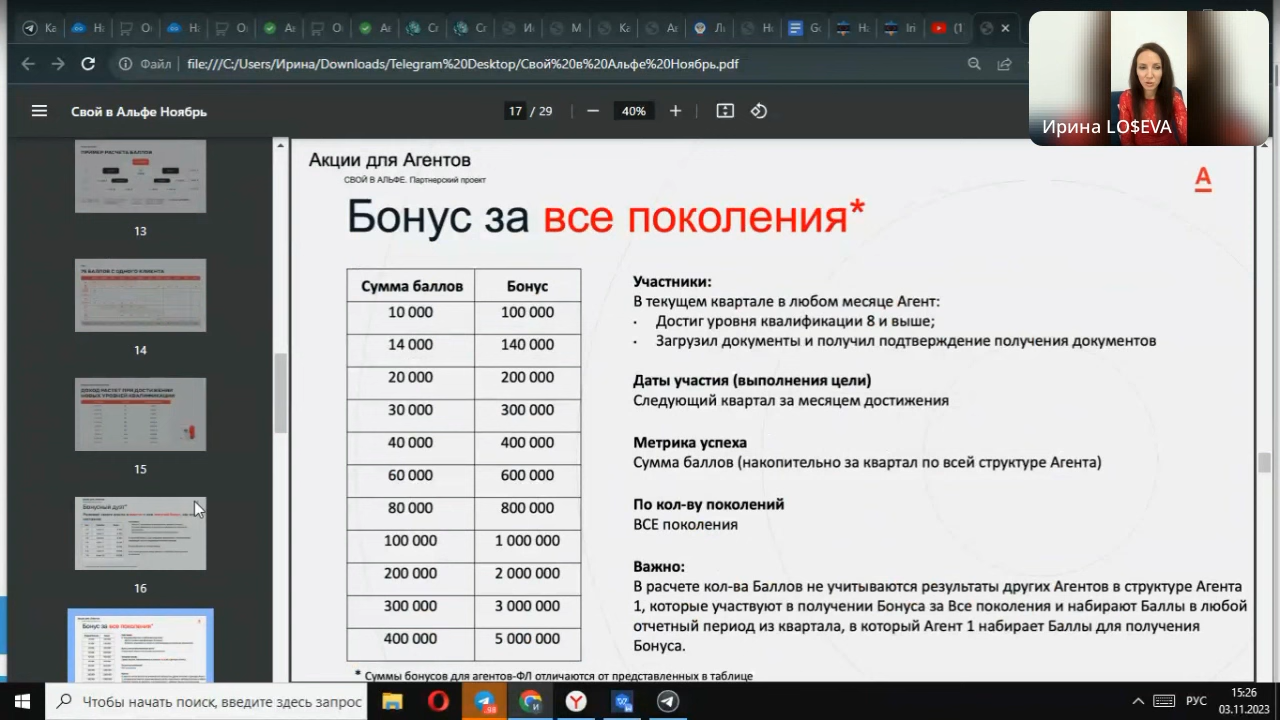 Файл
file:///C:/Users/Ирина/Downloads/Telegram%20Desktop/Свой%20в%20Альфе%20Ноябрь.pdf
Свой в Альфе Ноябрь
17 / 29
40%
Ирина LO$EVA
13
14
15
16
Акции для Агентов
СВОЙ В АЛЬФЕ. Партнерский проект
А
Бонус за все поколения*
Сумма баллов Бонус
10 000 100 000
14 000 140 000
20 000 200 000
30 000 300 000
40 000 400 000
60 000 600 000
80 000 800 000
100 000 1 000 000
200 000 2 000 000
300 000 3 000 000
400 000 5 000 000
Участники:
В текущем квартале в любом месяце Агент:
· Достиг уровня квалификации 8 и выше;
· Загрузил документы и получил подтверждение получения документов
Даты участия (выполнения цели)
Следующий квартал за месяцем достижения
Метрика успеха
Сумма баллов (накопительно за квартал по всей структуре Агента)
По кол-ву поколений
ВСЕ поколения
Важно:
В расчете кол-ва Баллов не учитываются результаты других Агентов в структуре Агента
1, которые участвуют в получении Бонуса за Все поколения и набирают Баллы в любой
отчетный период из квартала, в который Агент 1 набирает Баллы для получения
Бонуса.
* Суммы бонусов для агентов-ФЛ отличаются от представленных в таблице
Чтобы начать поиск, введите здесь запрос
РУС
15:26
03.11.2023